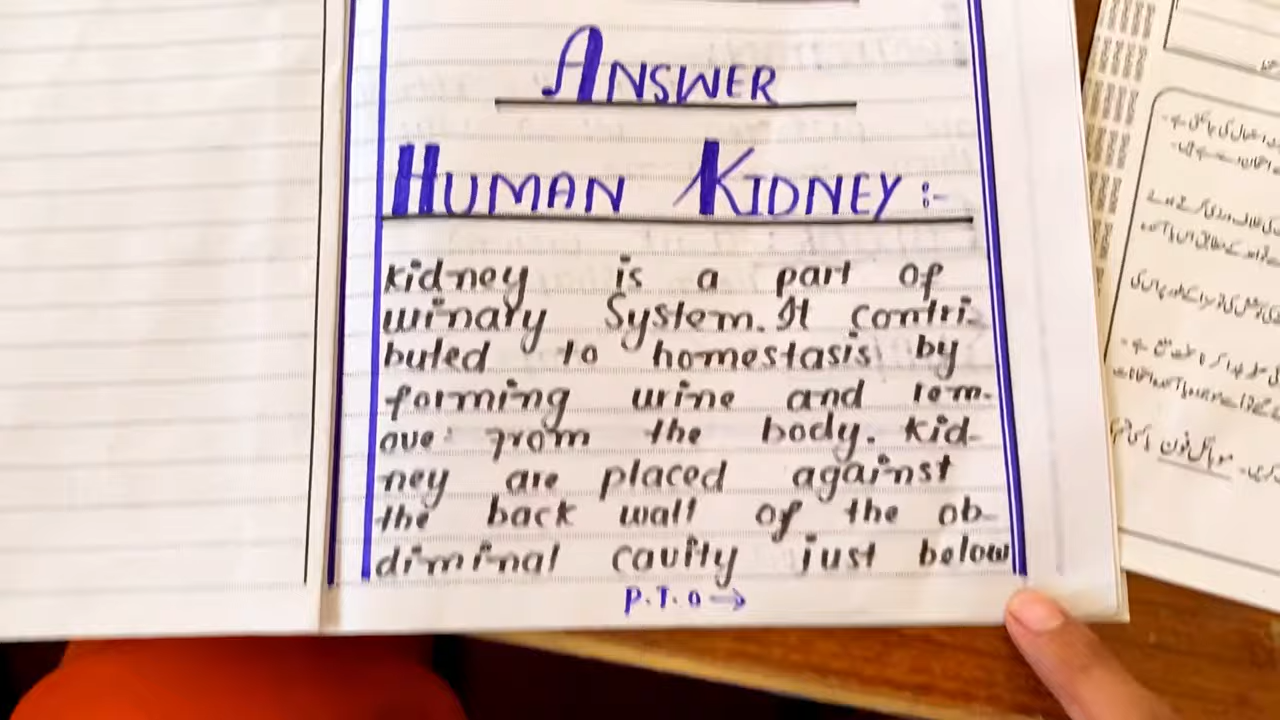 ANSWER
HUMAN KIDNEY :-
kidney is a part of
urinary System. It contri-
buted to homestasis by
forming urine and rem-
ove from the body. kid-
ney are placed against
the back wall of the ob-
diminal cavity just below
P.T.O →
موبائل فون